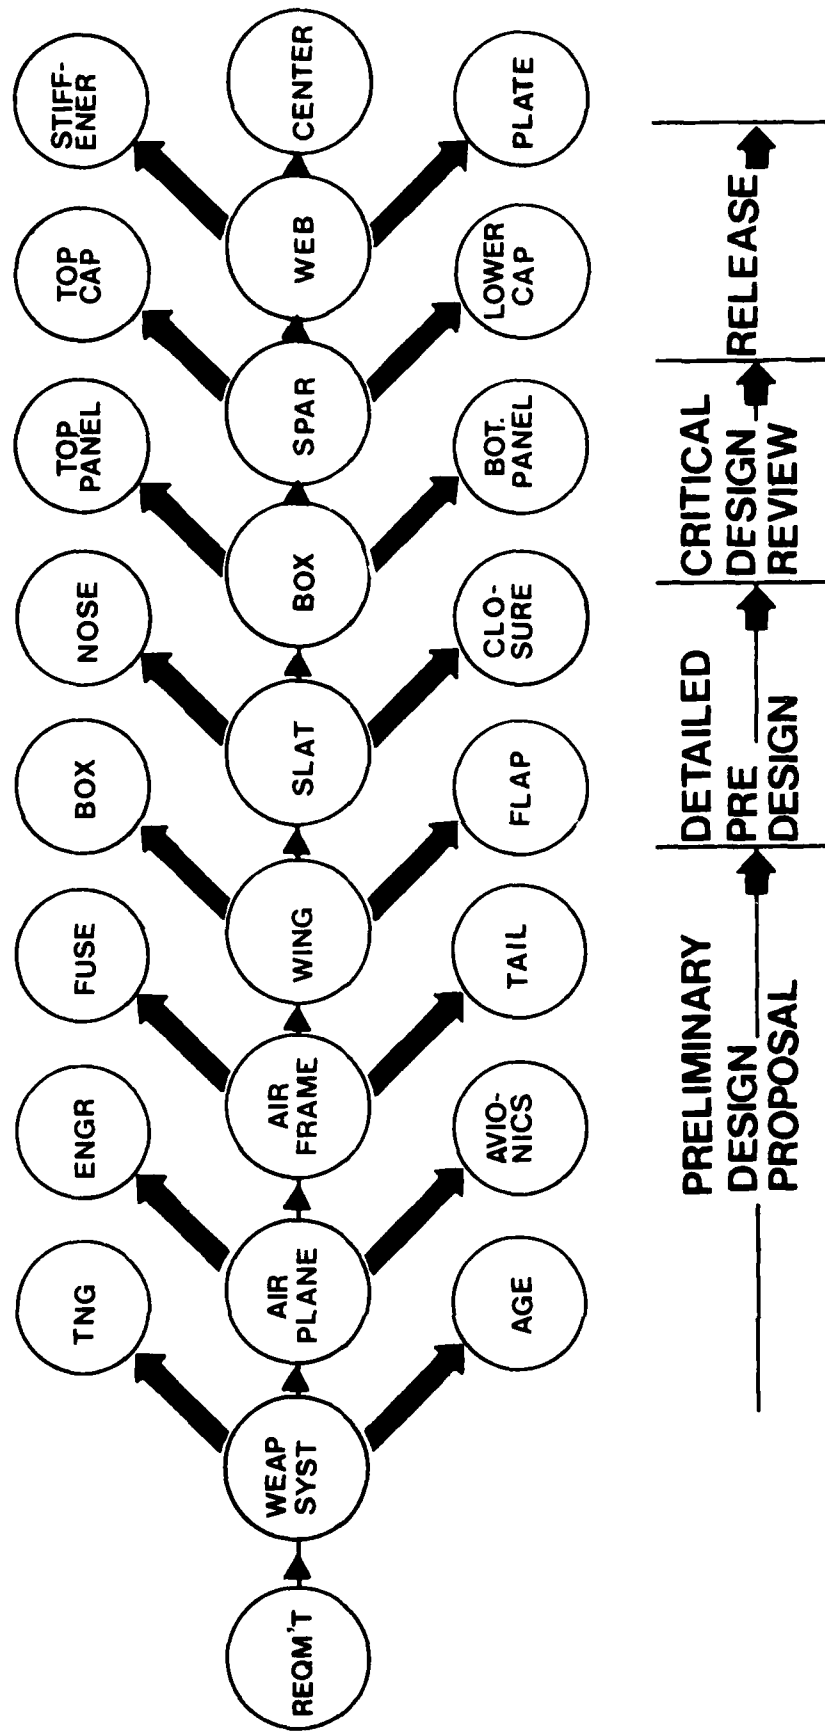 TNG
ENGR
FUSE
BOX
NOSE
TOP
PANEL
TOP
CAP
STIFF-
ENER
REQM'T
WEAP
SYST
AIR
PLANE
AIR
FRAME
WING
SLAT
BOX
SPAR
WEB
CENTER
AGE
AVIO-
NICS
TAIL
FLAP
CLO-
SURE
BOT.
PANEL
LOWER
CAP
PLATE
PRELIMINARY
DESIGN
PROPOSAL
DETAILED
PRE
DESIGN
CRITICAL
DESIGN
REVIEW
RELEASE